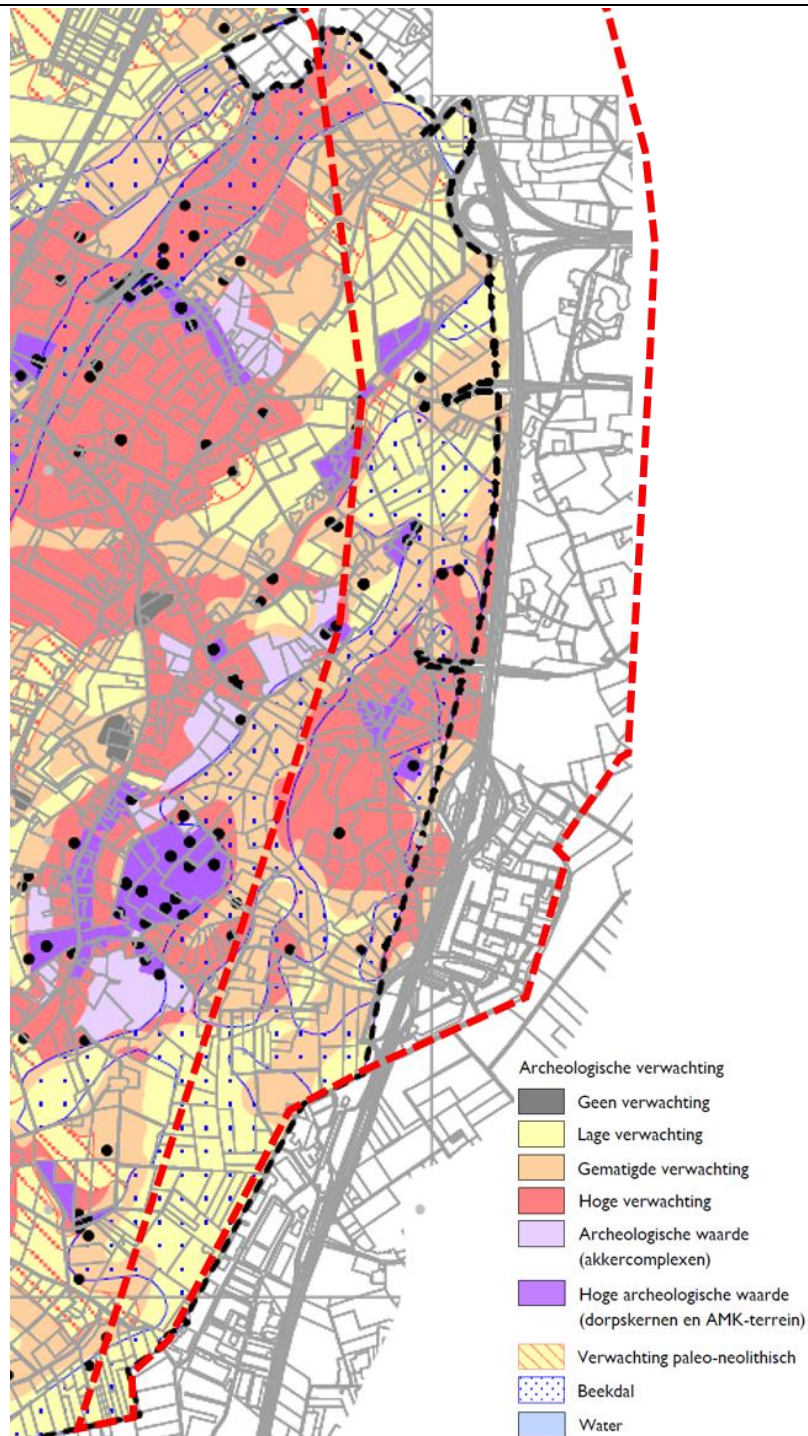 Archeologische verwachting
Geen verwachting
Lage verwachting
Gematigde verwachting
Hoge verwachting
Archeologische waarde
(akkercomplexen)
Hoge archeologische waarde
(dorpskernen en AMK-terrein)
Verwachting paleo-neolithisch
Beekdal
Water